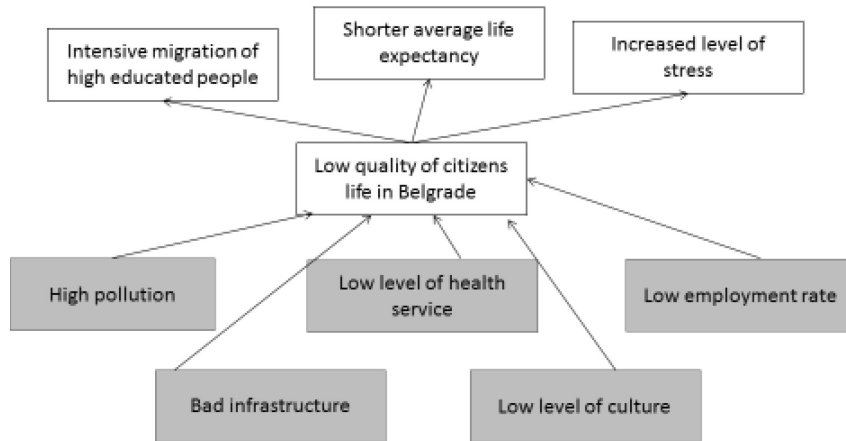 Intensive migration of
high educated people
Shorter average life
expectancy
Increased level of
stress
Low quality of citizens
life in Belgrade
High pollution
Low level of health
service
Low employment rate
Bad infrastructure
Low level of culture